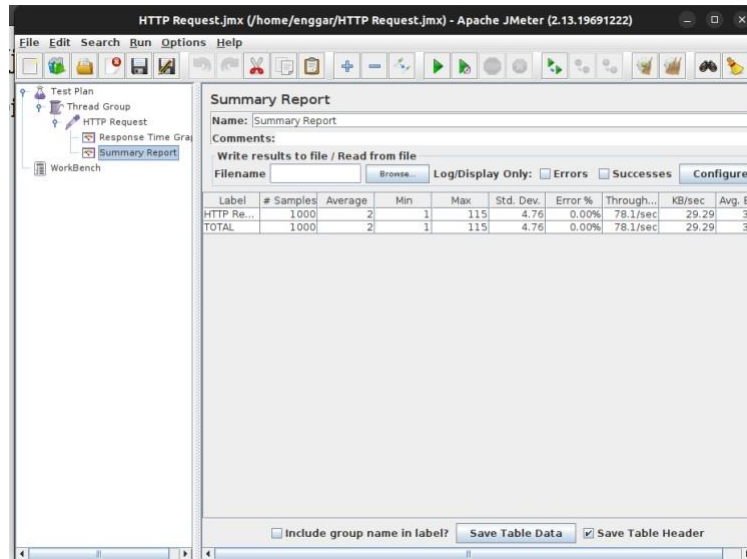 HTTP Request.jmx (/home/enggar/HTTP Request.jmx) - Apache JMeter (2.13.19691222)
File Edit Search Run Options Help
Test Plan
Thread Group
HTTP Request
Response Time Gra
Summary Report
WorkBench
Summary Report
Name: Summary Report
Comments:
Write results to file / Read from file
Filename Browse... Log/Display Only: Errors Successes Configure
Label # Samples Average Min Max Std. Dev. Error % Through... KB/sec Avg. B
HTTP Re... 1000 2 1 115 4.76 0.00% 78.1/sec 29.29 3
TOTAL 1000 2 1 115 4.76 0.00% 78.1/sec 29.29 3
Include group name in label? Save Table Data Save Table Header